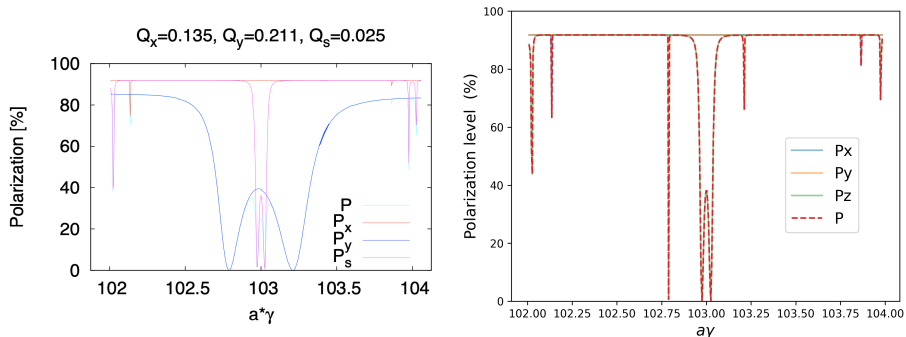 Qx=0.135, Qy=0.211, Qs=0.025
Polarization [%]
100
80
60
40
20
0
P
Px
Py
Ps
102
102.5
103
103.5
104
a*γ
Polarization level (%)
100
80
60
40
20
0
Px
Py
Pz
P
102.00
102.25
102.50
102.75
103.00
103.25
103.50
103.75
104.00
aγ